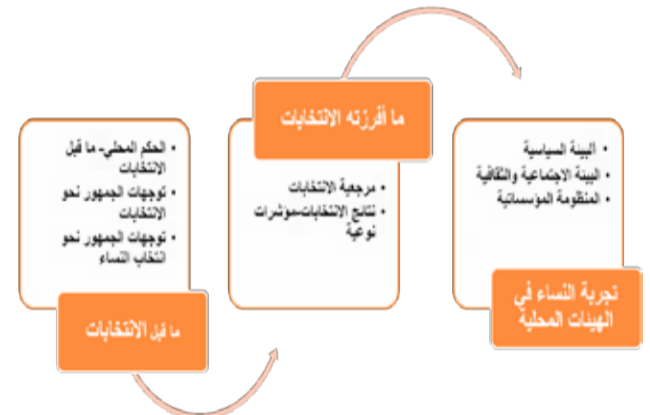 الحكم المحلي- ما قبل
الانتخابات
توجهات الجمهور نحو
الانتخابات
توجهات الجمهور نحو
انتخاب النساء
ما قبل الانتخابات
ما أفرزته الانتخابات
مرجعية الانتخابات
نتائج الانتخابات-مؤشرات
نوعية
البيئة السياسية
البيئة الاجتماعية والثقافية
المنظومة المؤسساتية
تجربة النساء في
الهيئات المحلية